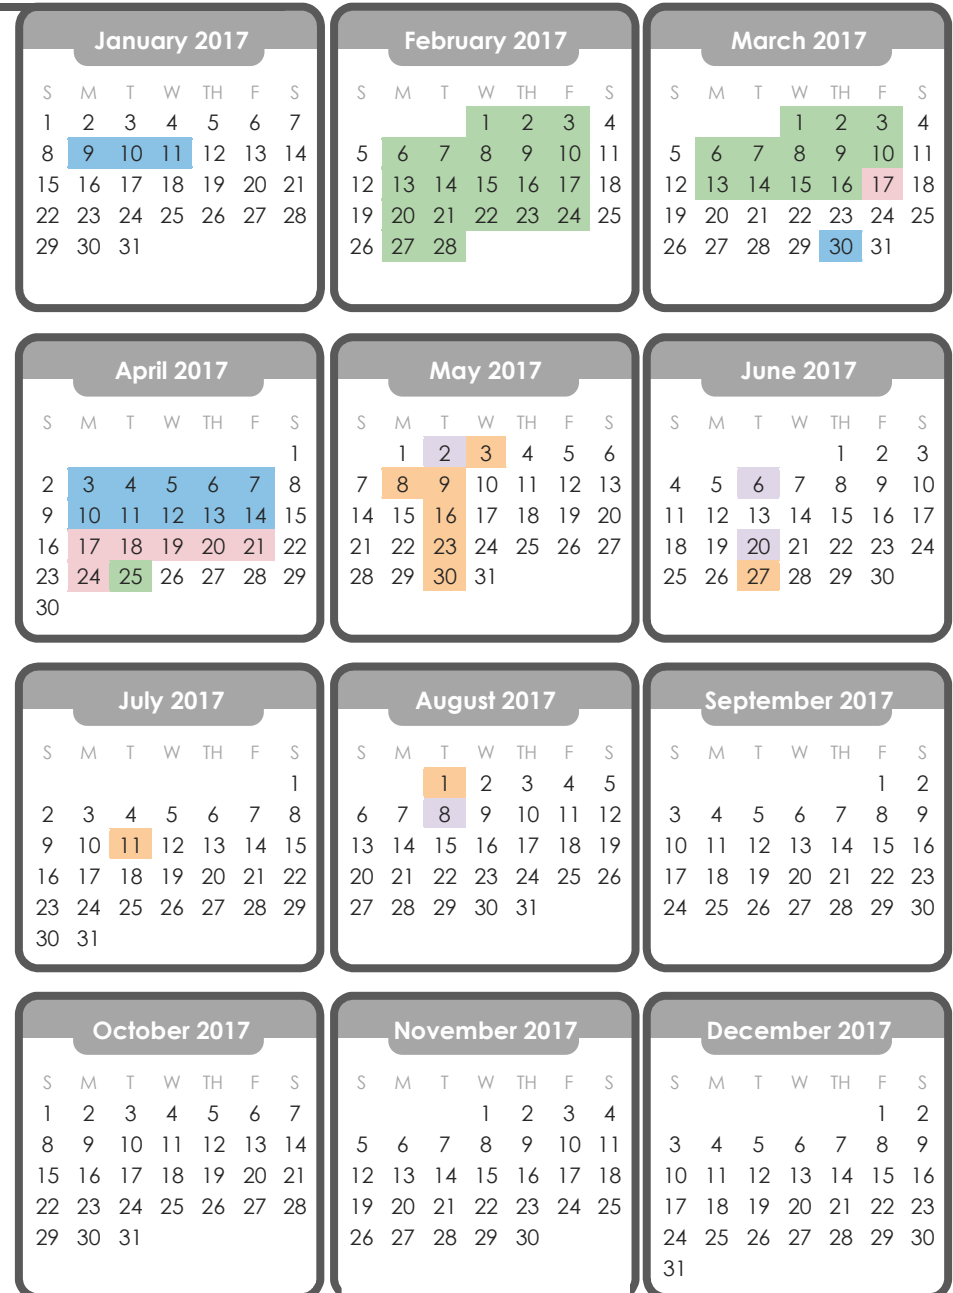 January 2017
S M T W TH F S
1 2 3 4 5 6 7
8 9 10 11 12 13 14
15 16 17 18 19 20 21
22 23 24 25 26 27 28
29 30 31
February 2017
S M T W TH F S
1 2 3 4
5 6 7 8 9 10 11
12 13 14 15 16 17 18
19 20 21 22 23 24 25
26 27 28
March 2017
S M T W TH F S
1 2 3 4
5 6 7 8 9 10 11
12 13 14 15 16 17 18
19 20 21 22 23 24 25
26 27 28 29 30 31
April 2017
S M T W TH F S
1
2 3 4 5 6 7 8
9 10 11 12 13 14 15
16 17 18 19 20 21 22
23 24 25 26 27 28 29
30
May 2017
S M T W TH F S
1 2 3 4 5 6
7 8 9 10 11 12 13
14 15 16 17 18 19 20
21 22 23 24 25 26 27
28 29 30 31
June 2017
S M T W TH F S
1 2 3
4 5 6 7 8 9 10
11 12 13 14 15 16 17
18 19 20 21 22 23 24
25 26 27 28 29 30
July 2017
S M T W TH F S
1
2 3 4 5 6 7 8
9 10 11 12 13 14 15
16 17 18 19 20 21 22
23 24 25 26 27 28 29
30 31
August 2017
S M T W TH F S
1 2 3 4 5
6 7 8 9 10 11 12
13 14 15 16 17 18 19
20 21 22 23 24 25 26
27 28 29 30 31
September 2017
S M T W TH F S
1 2
3 4 5 6 7 8 9
10 11 12 13 14 15 16
17 18 19 20 21 22 23
24 25 26 27 28 29 30
October 2017
S M T W TH F S
1 2 3 4 5 6 7
8 9 10 11 12 13 14
15 16 17 18 19 20 21
22 23 24 25 26 27 28
29 30 31
November 2017
S M T W TH F S
1 2 3 4
5 6 7 8 9 10 11
12 13 14 15 16 17 18
19 20 21 22 23 24 25
26 27 28 29 30
December 2017
S M T W TH F S
1 2
3 4 5 6 7 8 9
10 11 12 13 14 15 16
17 18 19 20 21 22 23
24 25 26 27 28 29 30
31